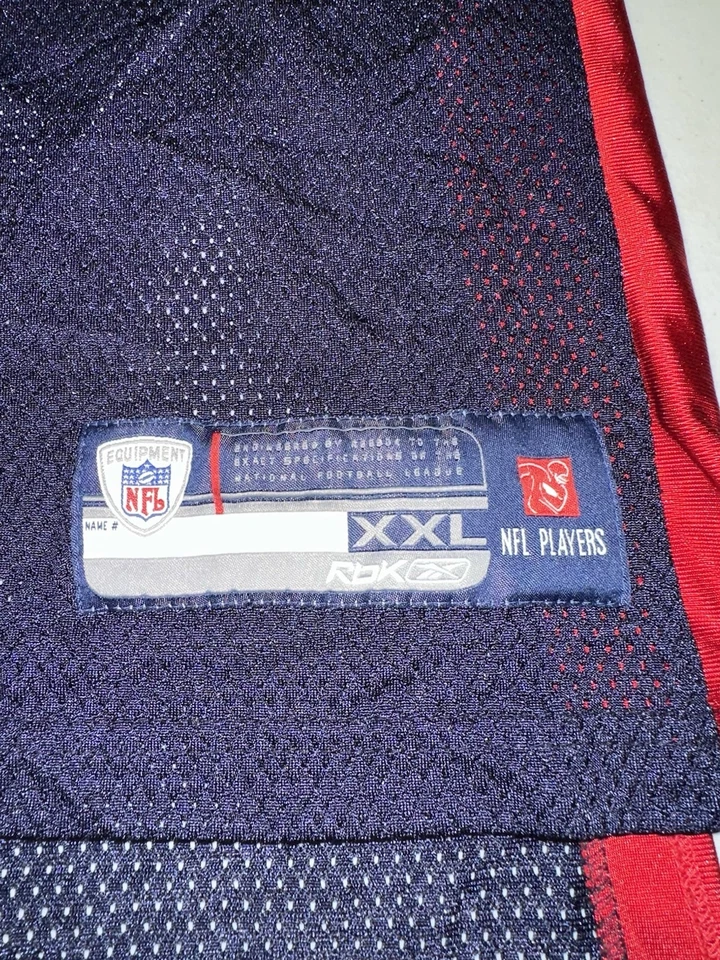 EQUIPMENT
NFL
ENGINEERED BY REEBOK TO THE
EXACT SPECIFICATIONS OF THE
NATIONAL FOOTBALL LEAGUE
NAME #
XXL
RBK
NFL PLAYERS